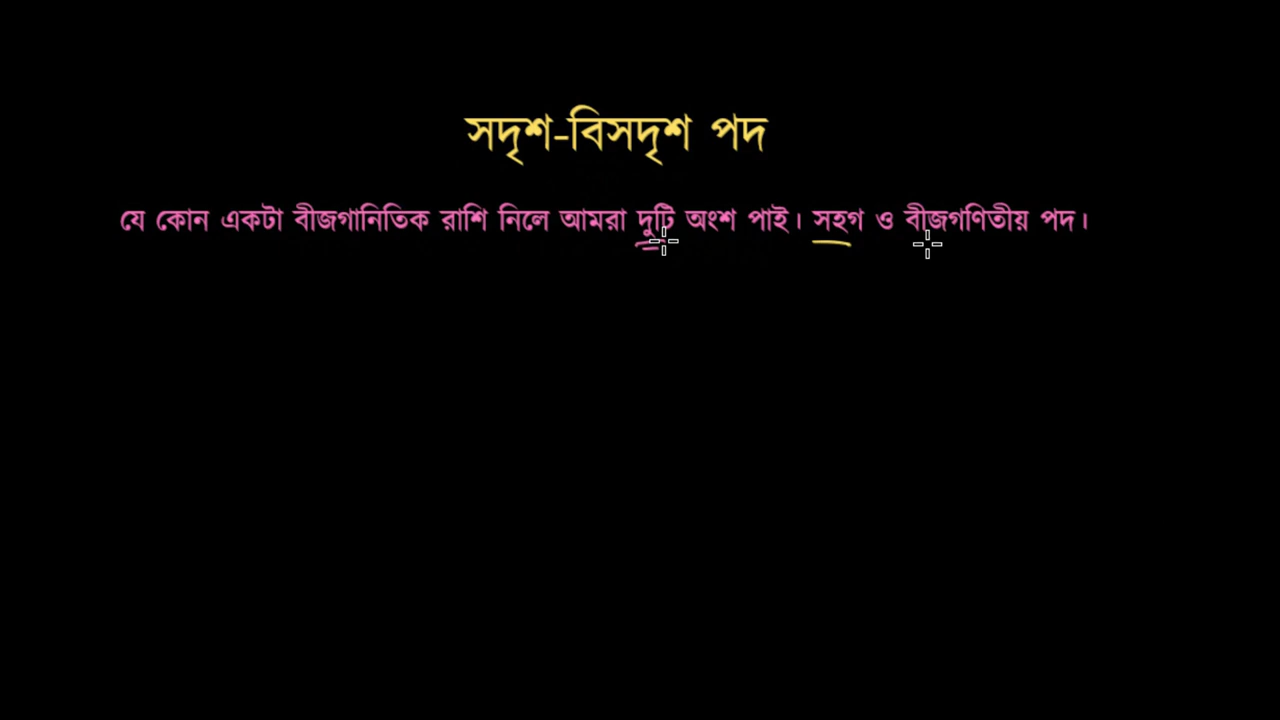 সদৃশ-বিসদৃশ পদ
যে কোন একটা বীজগানিতিক রাশি নিলে আমরা দুটি অংশ পাই। সহগ ও বীজগণিতীয় পদ।